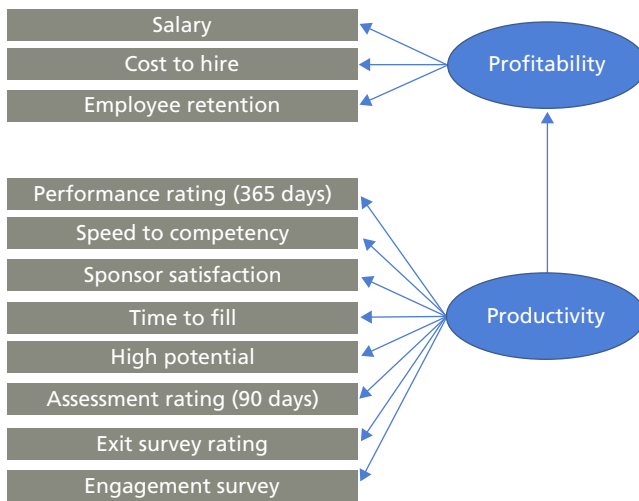 Salary
Cost to hire
Employee retention
Profitability
Performance rating (365 days)
Speed to competency
Sponsor satisfaction
Time to fill
High potential
Assessment rating (90 days)
Exit survey rating
Engagement survey
Productivity